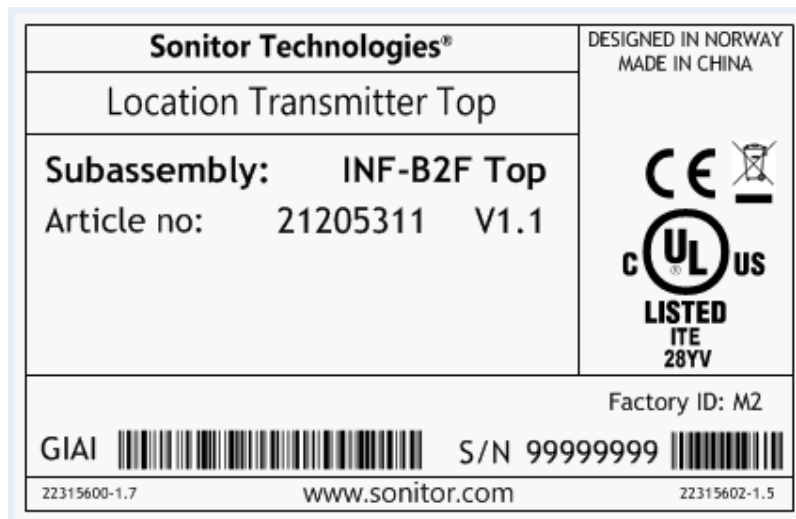 Sonitor Technologies®
DESIGNED IN NORWAY
MADE IN CHINA
Location Transmitter Top
Subassembly: INF-B2F Top
Article no: 21205311 V1.1
CE
C UL ® US
LISTED
ITE
28YV
Factory ID: M2
GIAI
S/N 99999999
22315600-1.7 www.sonitor.com 22315602-1.5